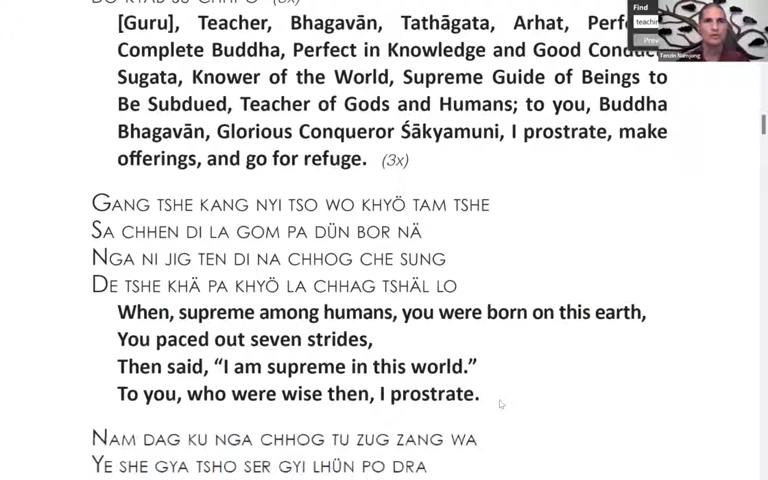 [Guru], Teacher, Bhagavān, Tathāgata, Arhat,
Complete Buddha, Perfect in Knowledge and Good
Sugata, Knower of the World, Supreme Guide of Beings to
Be Subdued, Teacher of Gods and Humans; to you, Buddha
Bhagavān, Glorious Conqueror Śākyamuni, I prostrate, make
offerings, and go for refuge. (3x)
GANG TSHE KANG NYI TSO WO KHYÖ TAM TSHE
SA CHHEN DI LA GOM PA DÜN BOR NÄ
NGA NI JIG TEN DI NA CHHOG CHE SUNG
DE TSHE KHÄ PA KHYÖ LA CHHAG TSHÄL LO
When, supreme among humans, you were born on this earth,
You paced out seven strides,
Then said, “I am supreme in this world.”
To you, who were wise then, I prostrate.
NAM DAG KU NGA CHHOG TU ZUG ZANG WA
YE SHE GYA TSHO SER GYI LHÜN PO DRA
Find
Tenzin Namjong